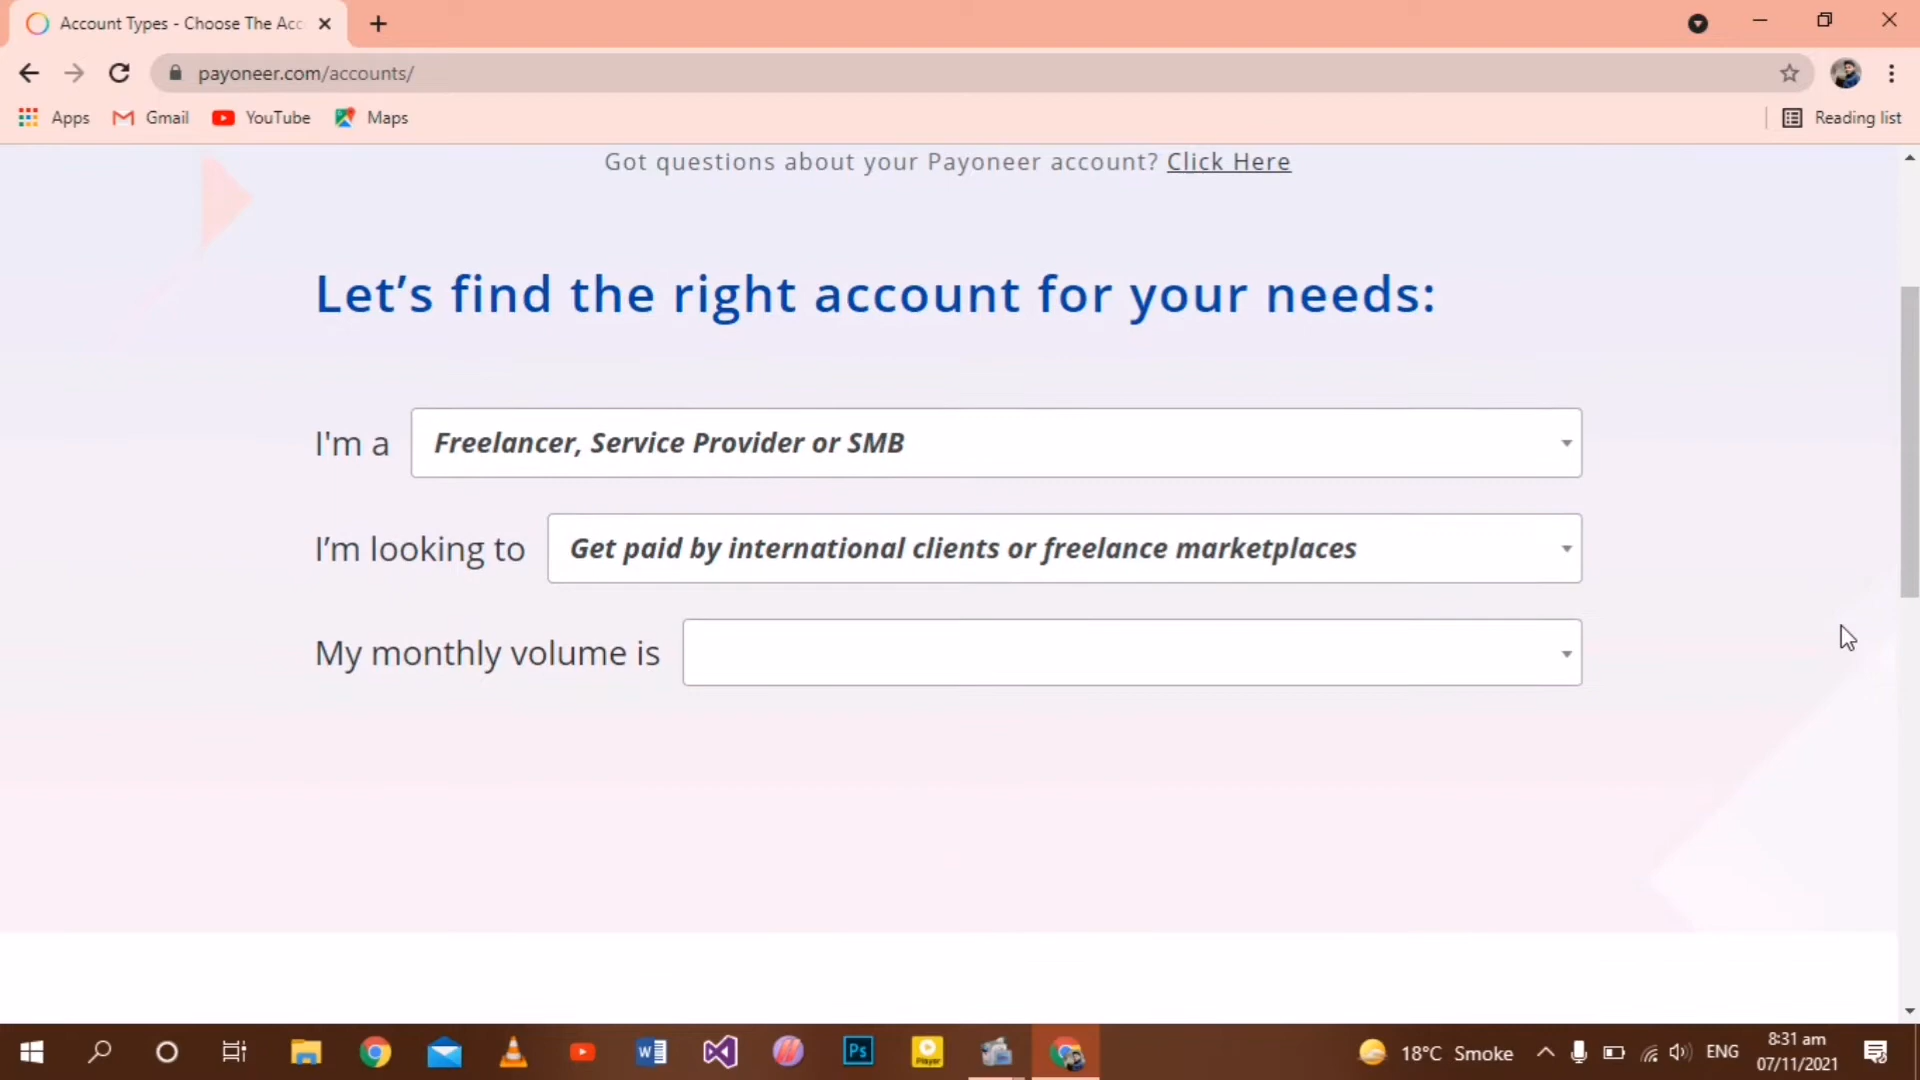 Account Types - Choose The Acc
payoneer.com/accounts/
Apps
Gmail
YouTube
Maps
Reading list
Got questions about your Payoneer account? Click Here
Let’s find the right account for your needs:
I'm a
Freelancer, Service Provider or SMB
I’m looking to
Get paid by international clients or freelance marketplaces
My monthly volume is
W
Ps
Player
18°C Smoke
ENG
8:31 am
07/11/2021